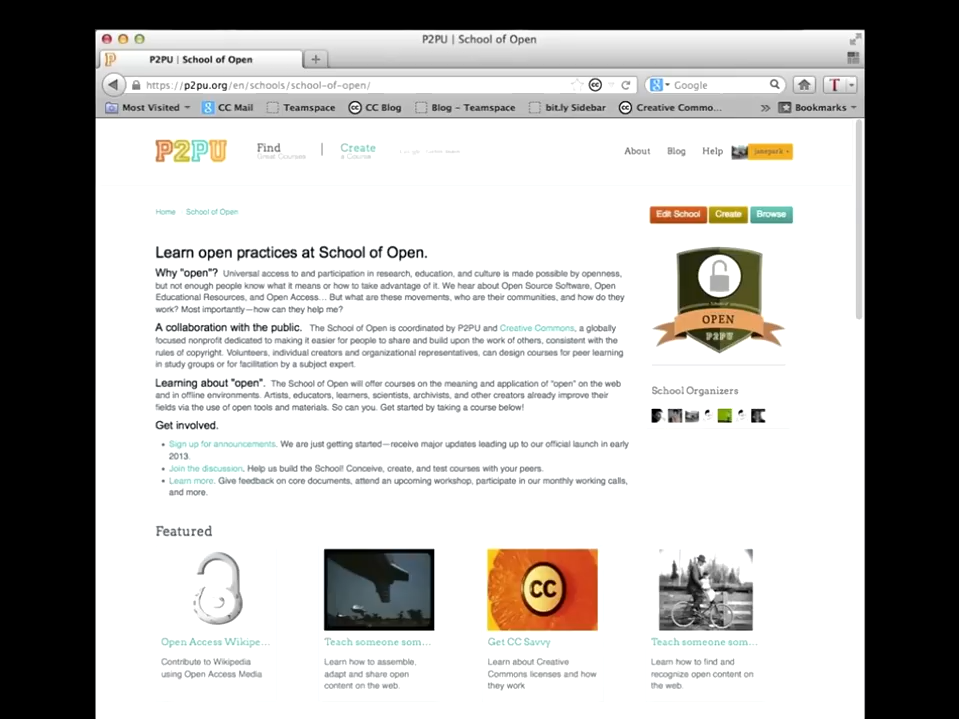 P2PU | School of Open
P2PU | School of Open
https://p2pu.org/en/schools/school-of-open/
Google
Most Visited
CC Mail
Teamspace
CC Blog
Blog – Teamspace
bit.ly Sidebar
Creative Commo...
Bookmarks
P2PU
Find
Great Courses
Create
a Course
About
Blog
Help
Home
School of Open
Edit School
Create
Browse
Learn open practices at School of Open.
Why "open"? Universal access to and participation in research, education, and culture is made possible by openness,
but not enough people know what it means or how to take advantage of it. We hear about Open Source Software, Open
Educational Resources, and Open Access... But what are these movements, who are their communities, and how do they
work? Most importantly—how can they help me?
A collaboration with the public. The School of Open is coordinated by P2PU and Creative Commons, a globally
focused nonprofit dedicated to making it easier for people to share and build upon the work of others, consistent with the
rules of copyright. Volunteers, individual creators and organizational representatives, can design courses for peer learning
in study groups or for facilitation by a subject expert.
Learning about "open". The School of Open will offer courses on the meaning and application of "open" on the web
and in offline environments. Artists, educators, learners, scientists, archivists, and other creators already improve their
fields via the use of open tools and materials. So can you. Get started by taking a course below!
Get involved.
• Sign up for announcements. We are just getting started—receive major updates leading up to our official launch in early
2013.
• Join the discussion. Help us build the School! Conceive, create, and test courses with your peers.
• Learn more. Give feedback on core documents, attend an upcoming workshop, participate in our monthly working calls,
and more.
School of
OPEN
P2PU
School Organizers
Featured
Open Access Wikipe...
Contribute to Wikipedia
using Open Access Media
Teach someone som...
Learn how to assemble,
adapt and share open
content on the web.
CC
Get CC Savvy
Learn about Creative
Commons licenses and how
they work
Teach someone som...
Learn how to find and
recognize open content on
the web.